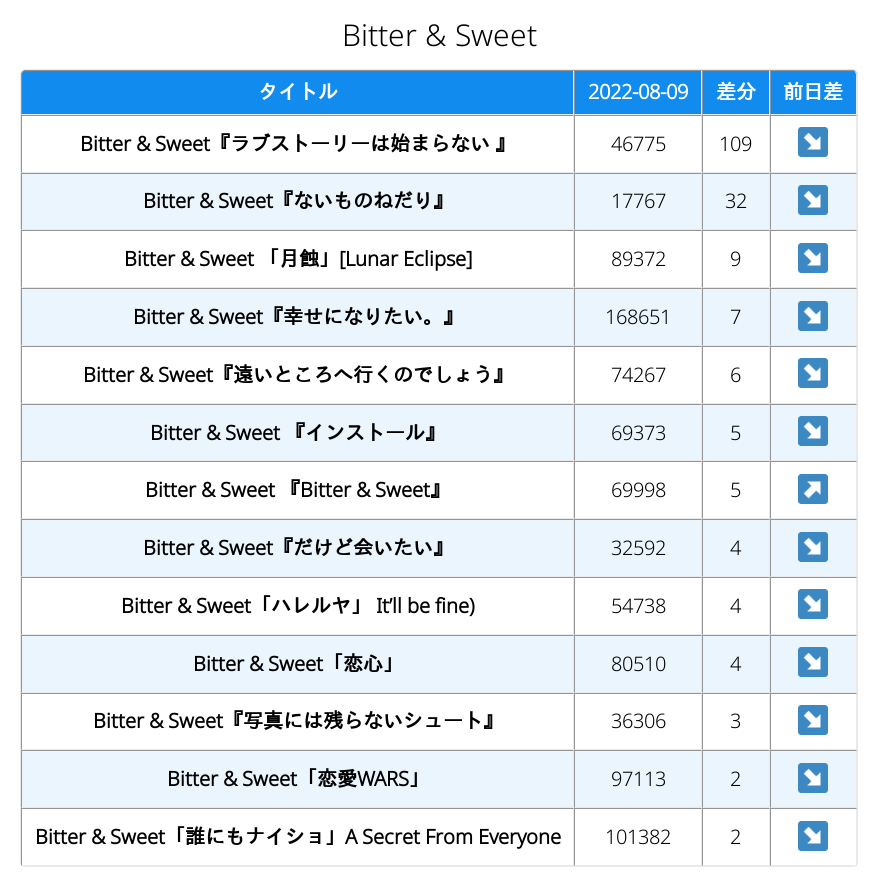 Bitter & Sweet
タイトル 2022-08-09 差分 前日差
Bitter & Sweet『ラブストーリーは始まらない 』 46775 109 ↘
Bitter & Sweet『ないものねだり』 17767 32 ↘
Bitter & Sweet 「月蝕」[Lunar Eclipse] 89372 9 ↘
Bitter & Sweet『幸せになりたい。』 168651 7 ↘
Bitter & Sweet『遠いところへ行くのでしょう』 74267 6 ↘
Bitter & Sweet 『インストール』 69373 5 ↘
Bitter & Sweet 『Bitter & Sweet』 69998 5 ↗
Bitter & Sweet『だけど会いたい』 32592 4 ↘
Bitter & Sweet「ハレルヤ」 It'll be fine) 54738 4 ↘
Bitter & Sweet「恋心」 80510 4 ↘
Bitter & Sweet『写真には残らないシュート』 36306 3 ↘
Bitter & Sweet「恋愛WARS」 97113 2 ↘
Bitter & Sweet「誰にもナイショ」A Secret From Everyone 101382 2 ↘